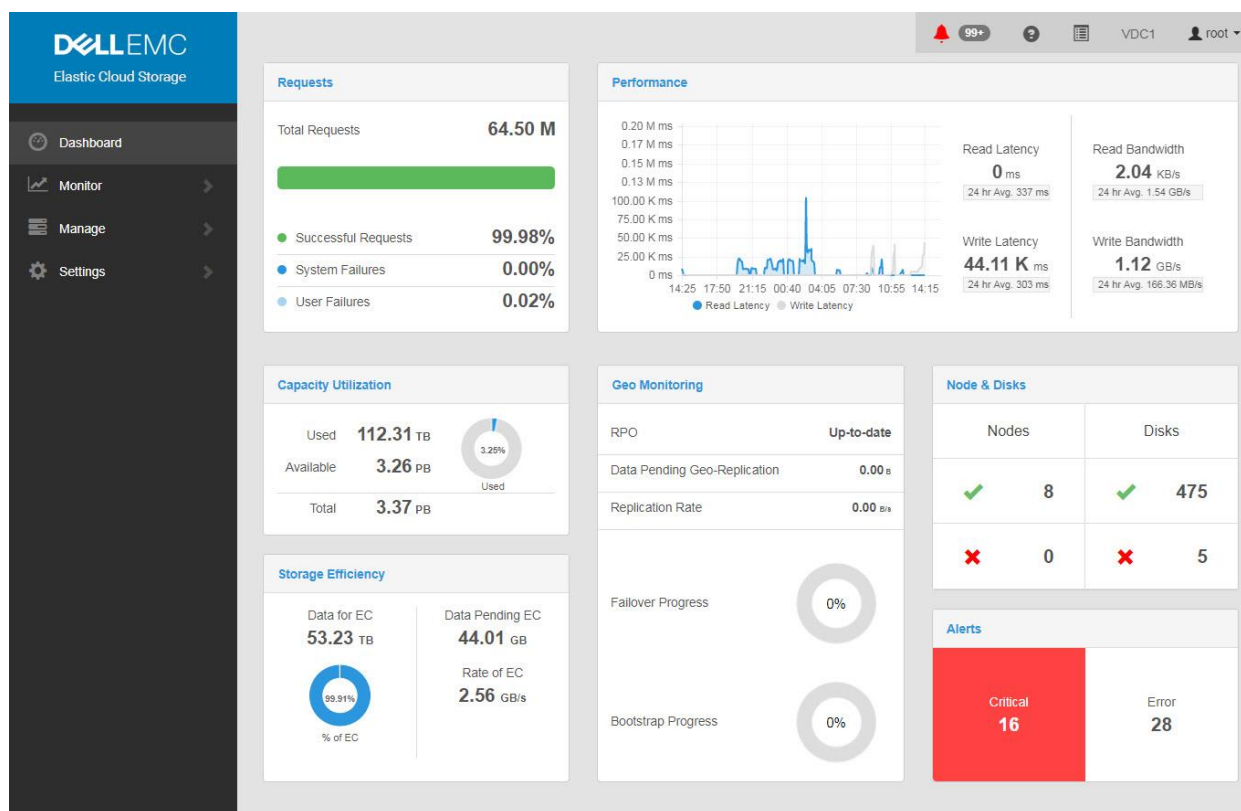 DELLEMC
Elastic Cloud Storage
99+
VDC1
root
Dashboard
Monitor
Manage
Settings
Requests
Total Requests 64.50 M
Successful Requests 99.98%
System Failures 0.00%
User Failures 0.02%
Performance
0.20 M ms
0.17 M ms
0.15 M ms
0.13 M ms
100.00 K ms
75.00 K ms
50.00 K ms
25.00 K ms
0 ms
14:25 17:50 21:15 00:40 04:05 07:30 10:55 14:15
Read Latency Write Latency
Read Latency
0 ms
24 hr Avg. 337 ms
Read Bandwidth
2.04 KB/s
24 hr Avg. 1.54 GB/s
Write Latency
44.11 K ms
24 hr Avg. 303 ms
Write Bandwidth
1.12 GB/s
24 hr Avg. 166.36 MB/s
Capacity Utilization
Used 112.31 TB
Available 3.26 PB
Total 3.37 PB
3.25%
Used
Storage Efficiency
Data for EC
53.23 TB
99.91%
% of EC
Data Pending EC
44.01 GB
Rate of EC
2.56 GB/s
Geo Monitoring
RPO Up-to-date
Data Pending Geo-Replication 0.00 B
Replication Rate 0.00 B/s
Failover Progress 0%
Bootstrap Progress 0%
Node & Disks
Nodes Disks
8 475
0 5
Alerts
Critical
16
Error
28